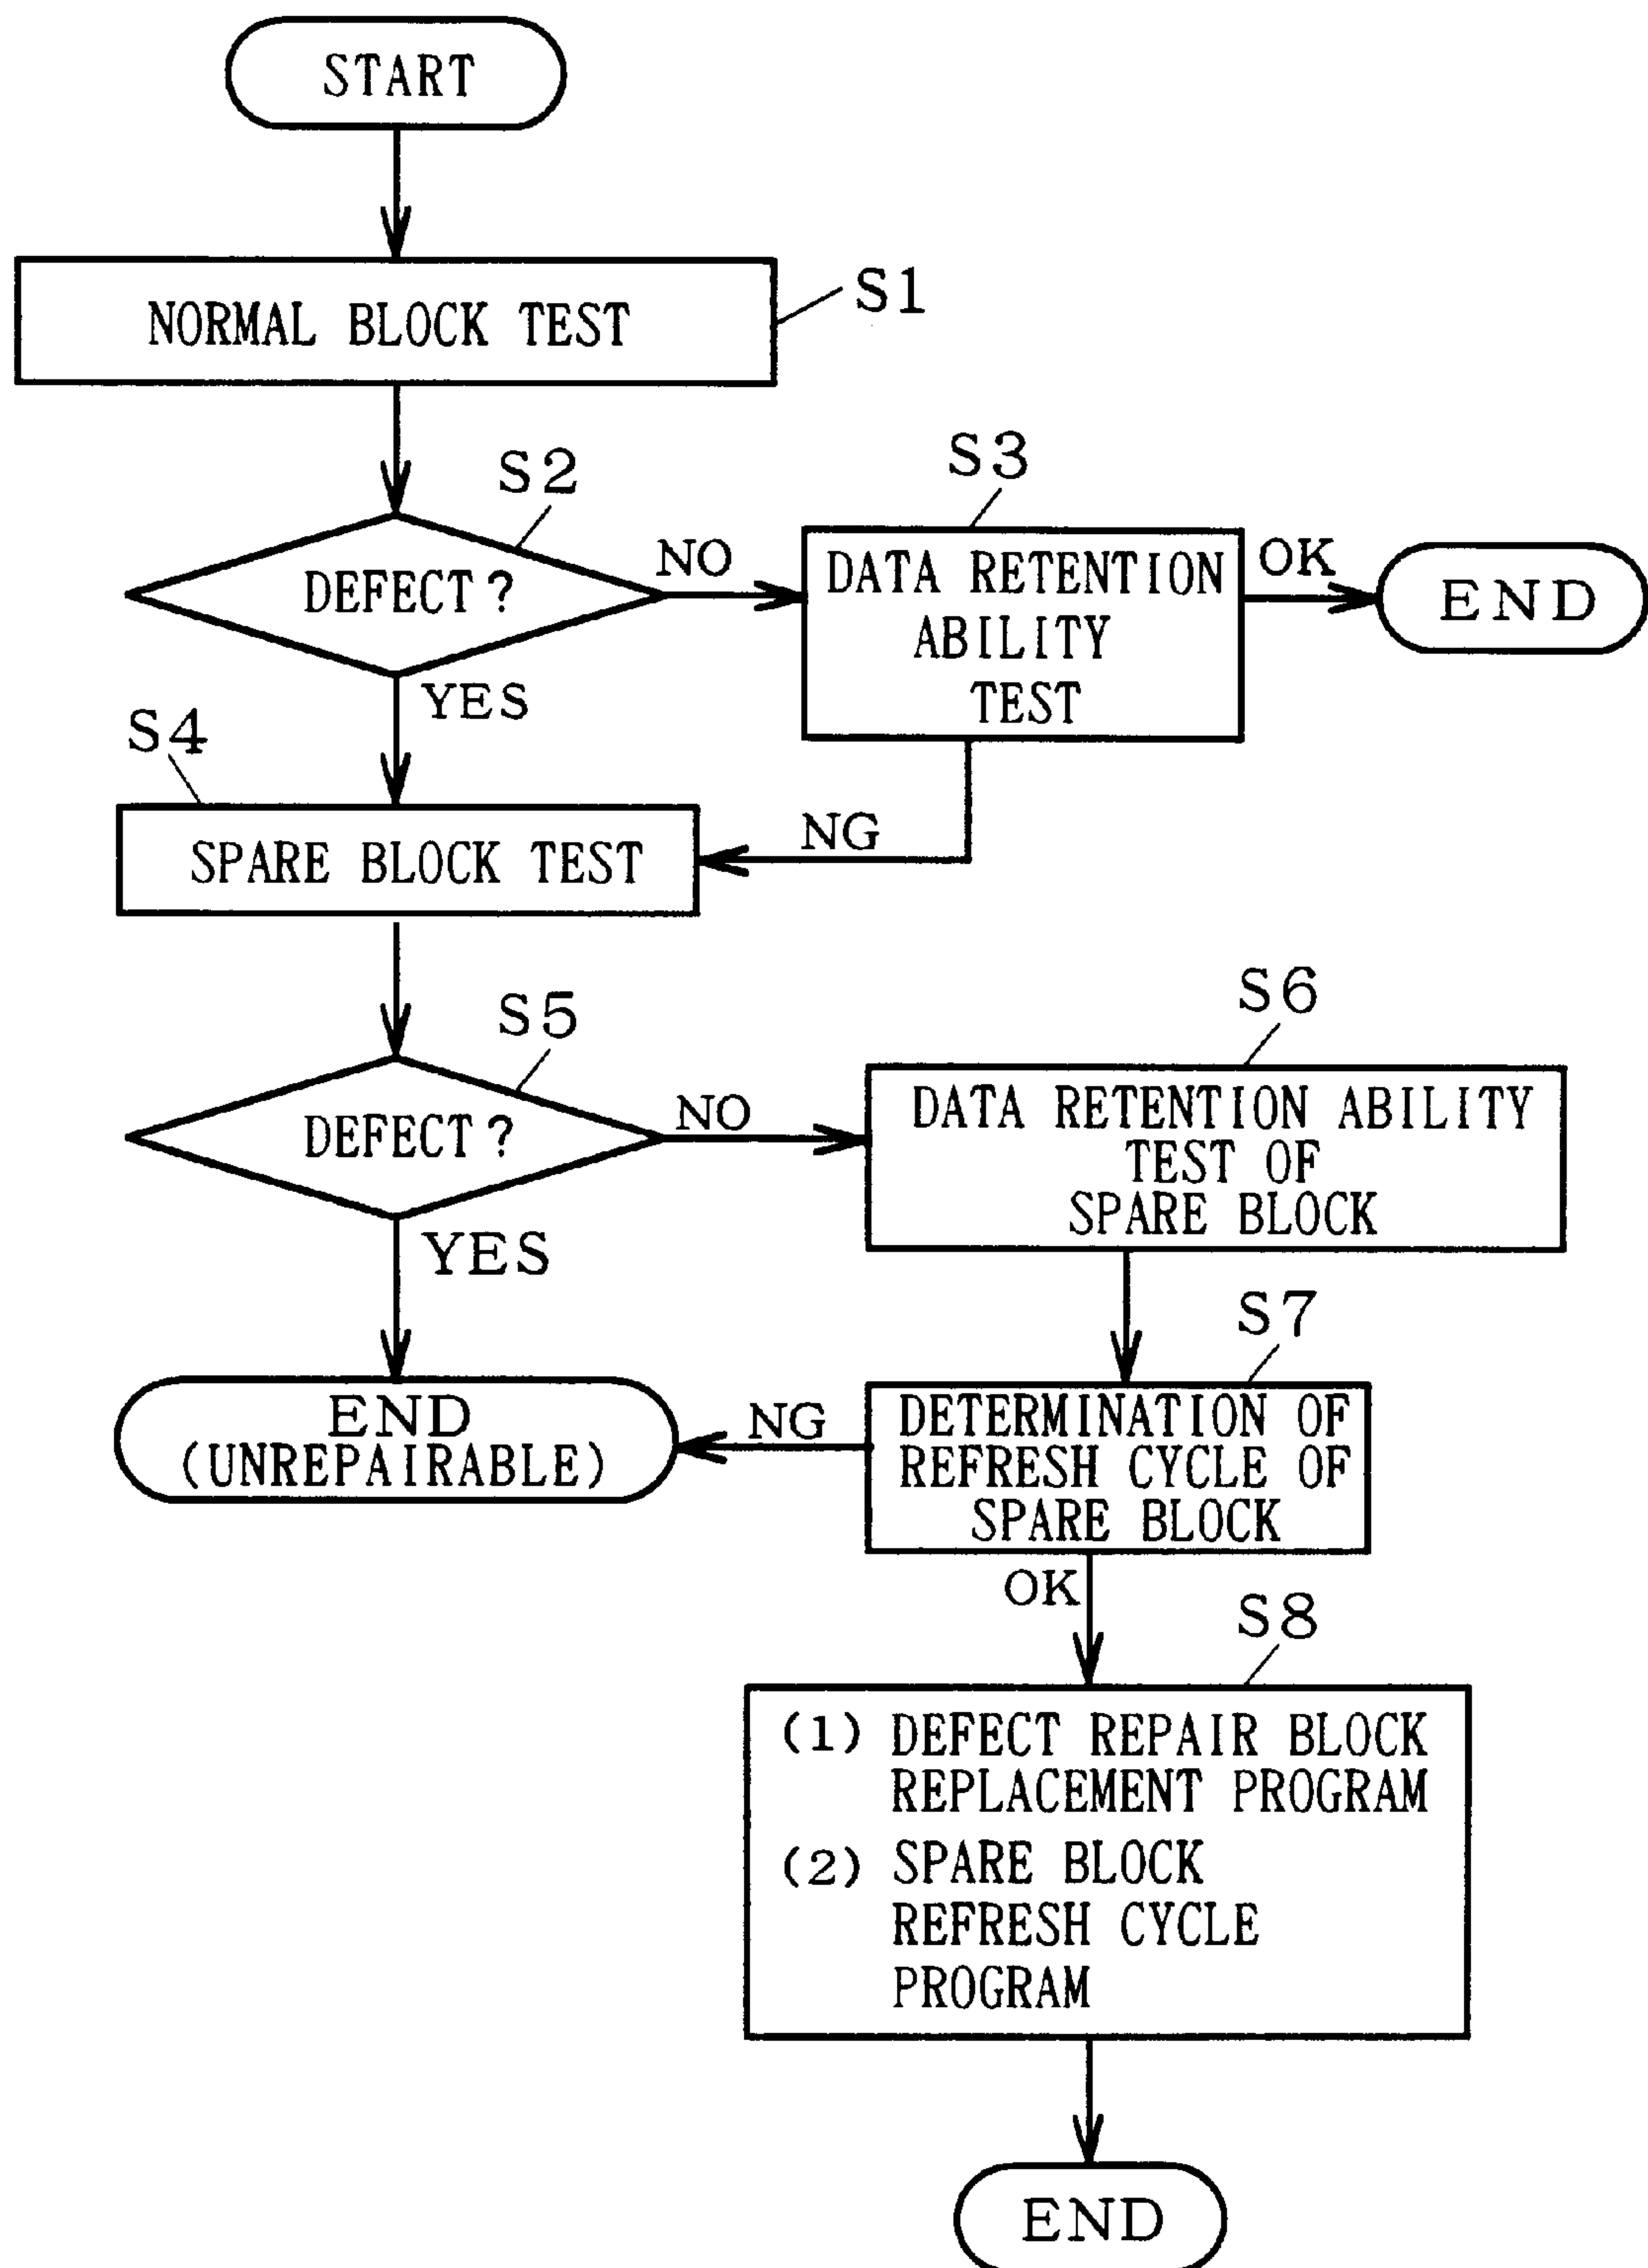 START
NORMAL BLOCK TEST
S1
S2
DEFECT?
NO
YES
S3
DATA RETENTION
ABILITY
TEST
OK
END
NG
S4
SPARE BLOCK TEST
S5
DEFECT?
NO
YES
S6
DATA RETENTION ABILITY
TEST OF
SPARE BLOCK
S7
DETERMINATION OF
REFRESH CYCLE OF
SPARE BLOCK
NG
END
(UNREPAIRABLE)
OK
S8
(1) DEFECT REPAIR BLOCK
REPLACEMENT PROGRAM
(2) SPARE BLOCK
REFRESH CYCLE
PROGRAM
END